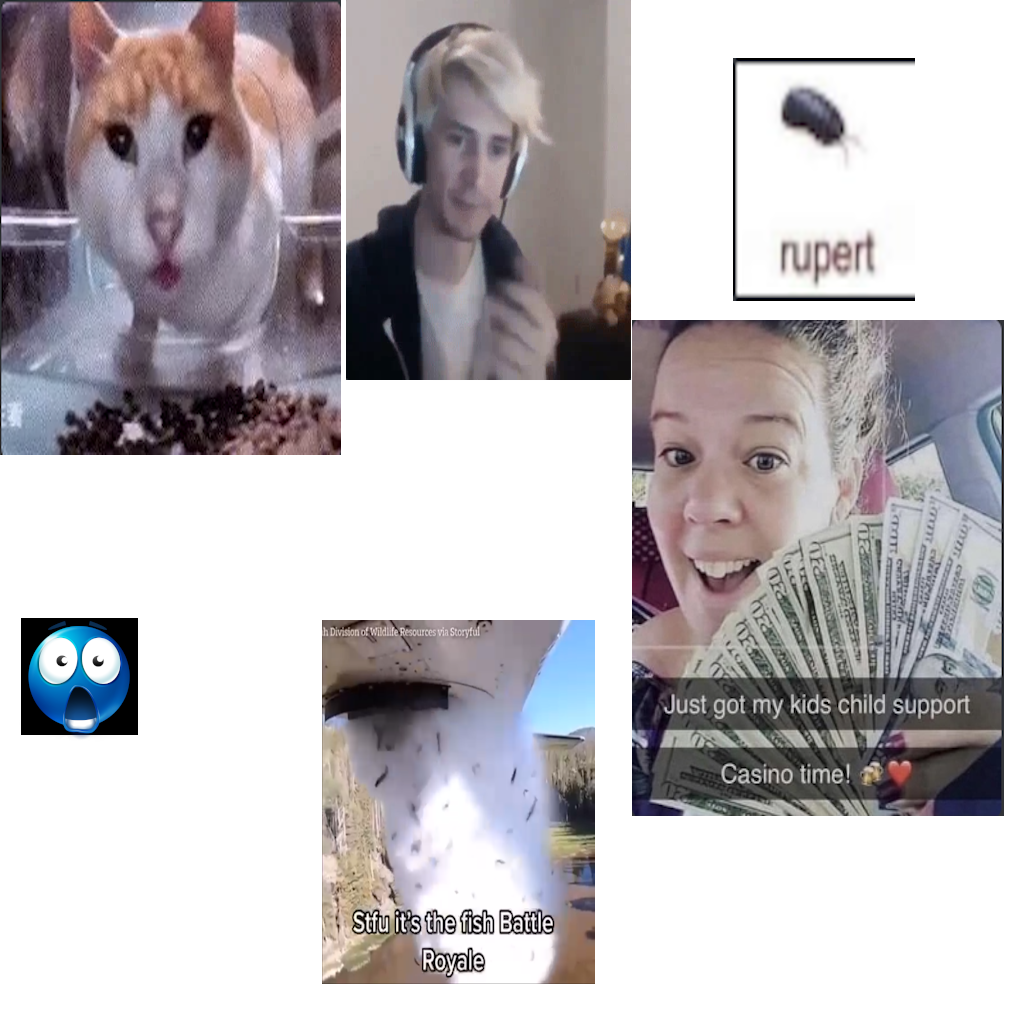 rupert
Just got my kids child support
Casino time! 🍻❤️
h Division of Wildlife Resources via Storyful
Stfu it's the fish Battle
Royale